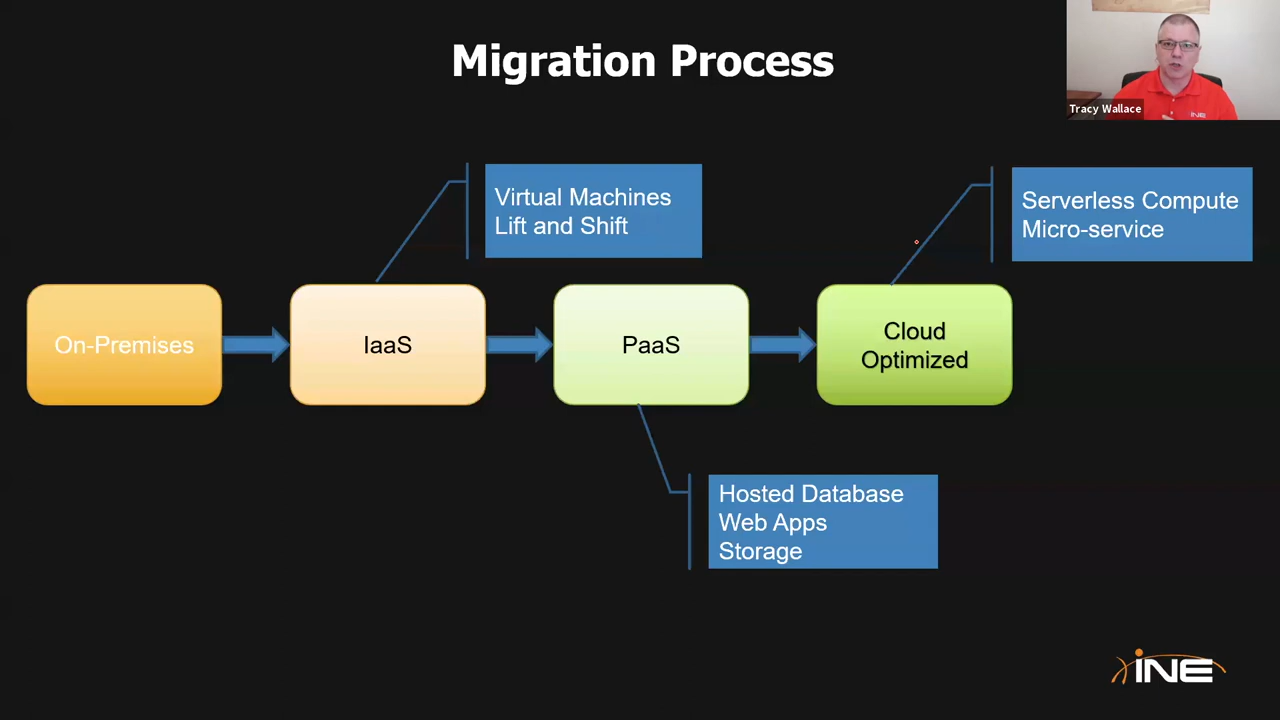 Migration Process
iNE
Tracy Wallace
Virtual Machines
Lift and Shift
Serverless Compute
Micro-service
On-Premises
IaaS
PaaS
Cloud
Optimized
Hosted Database
Web Apps
Storage
iNE